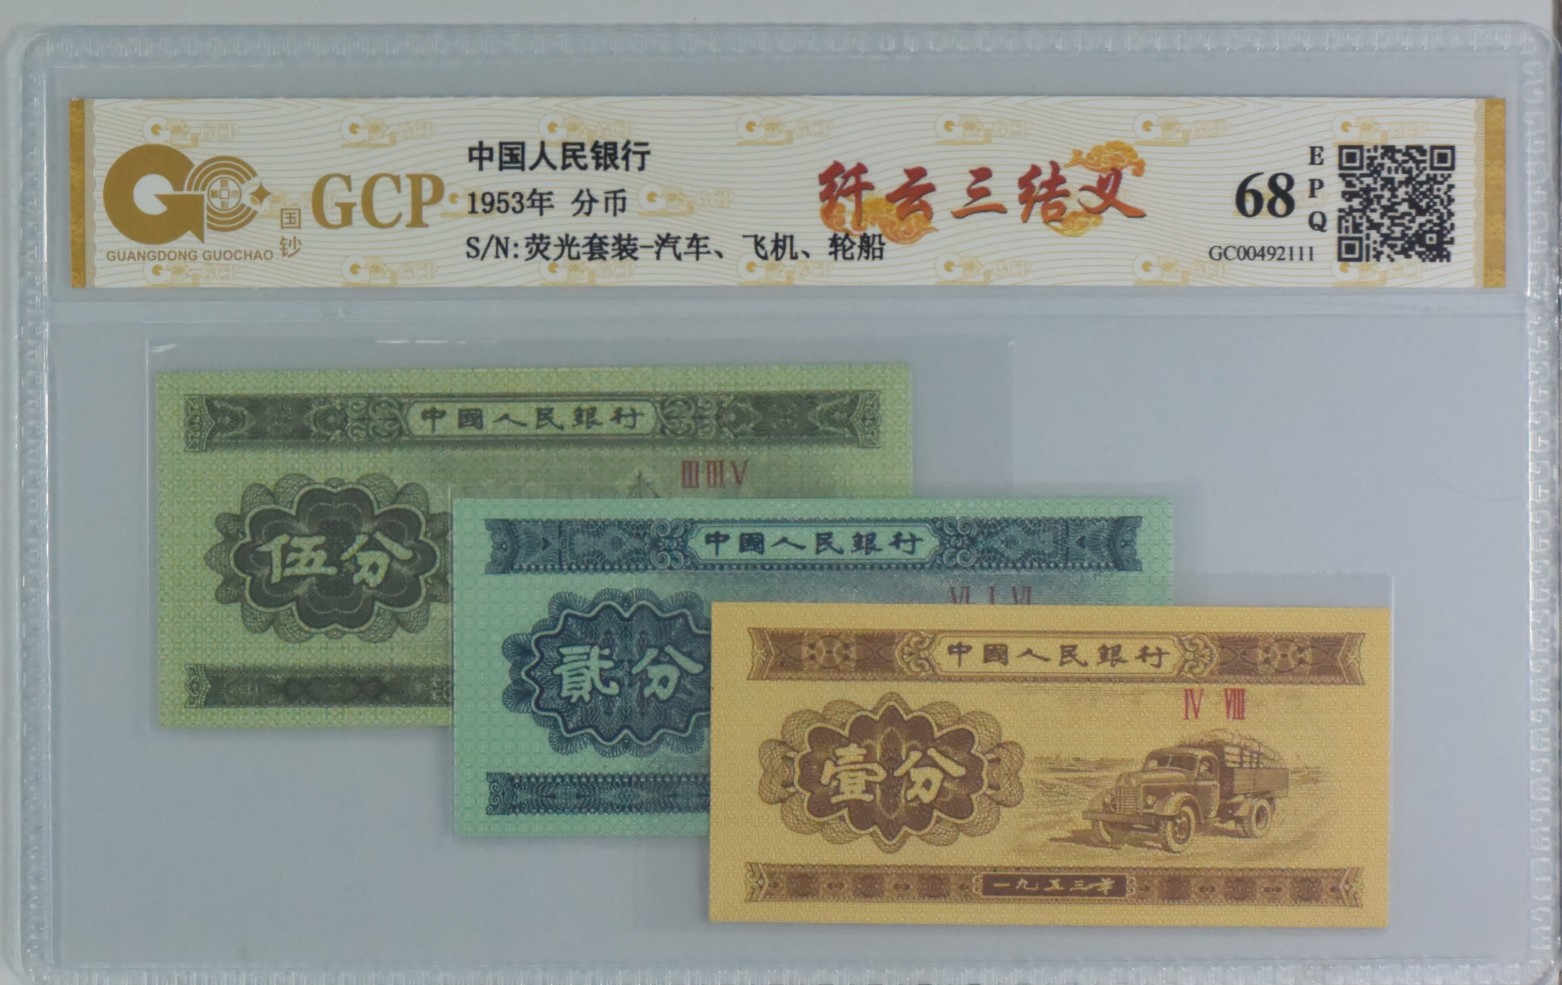 中国人民银行
1953年 分币
S/N:荧光套装-汽车、飞机、轮船
GCP
国钞
GUANGDONG GUOCHAO
纤云三结义
68
EPQ
GC00492111
中國人民銀行
III III V
伍分
中國人民銀行
VI I VI
貳分
中國人民銀行
IV VIII
壹分
一九五三年